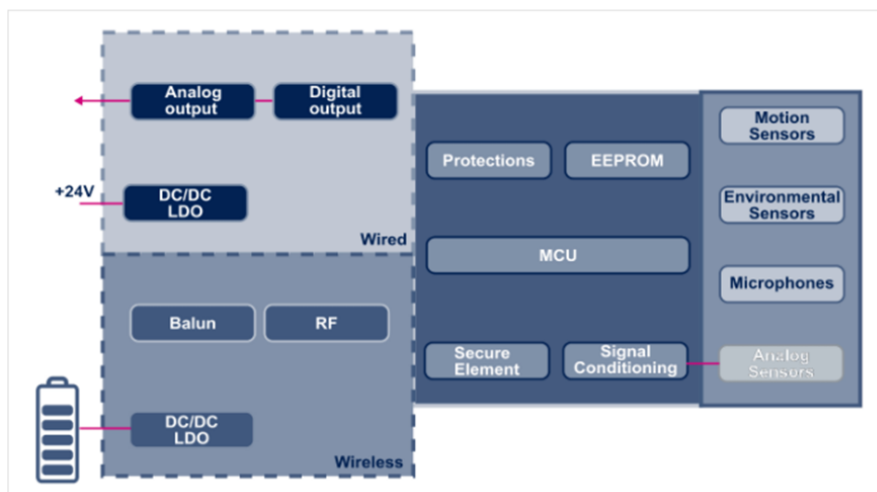 Analog
output
Digital
output
+24V
DC/DC
LDO
Wired
Balun
RF
DC/DC
LDO
Wireless
Protections
EEPROM
MCU
Secure
Element
Signal
Conditioning
Motion
Sensors
Environmental
Sensors
Microphones
Analog
Sensors